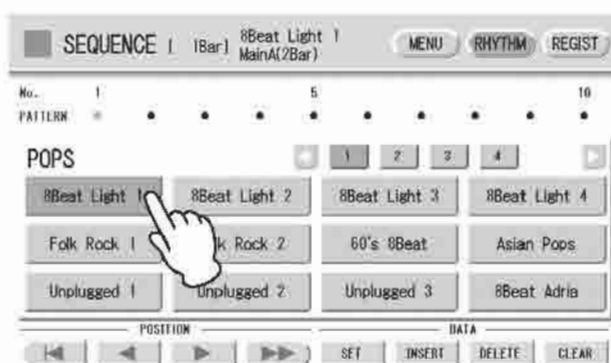 SEQUENCE [ 1Bar] 8Beat Light 1
MainA(2Bar)
MENU RHYTHM REGIST
No. 1 5 10
PATTERN
POPS 1 2 3 4
8Beat Light 1 8Beat Light 2 8Beat Light 3 8Beat Light 4
Folk Rock 1 Rock 2 60's 8Beat Asian Pops
Unplugged 1 Unplugged 2 Unplugged 3 8Beat Adria
POSITION DATA
SET INSERT DELETE CLEAR